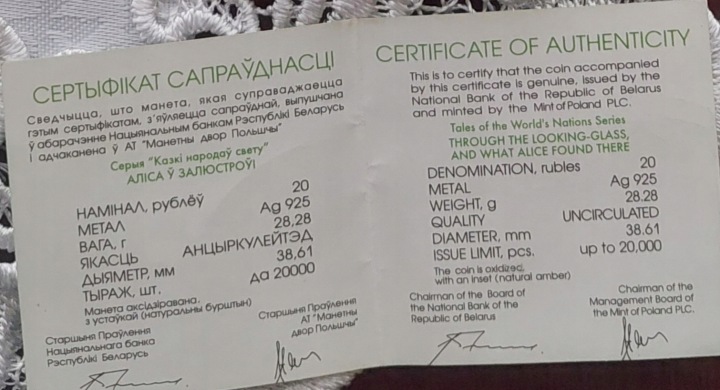 СЕРТЫФІКАТ САПРАЎДНАСЦІ
Сведчыцца, што манета, якая суправаджаецца
гэтым сертыфікатам, з'яўляецца сапраўднай, выпушчана
ў абарачэнне Нацыянальным банкам Рэспублікі Беларусь
і адчаканена ў АТ "Манетны двор Польшчы"
Серыя "Казкі народаў свету"
АЛІСА Ў ЗАЛЮСТРОЎІ
НАМІНАЛ, рублёў 20
МЕТАЛ Ag 925
ВАГА, г 28,28
ЯКАСЦЬ АНЦЫРКУЛЕЙТЭД
ДЫЯМЕТР, мм 38,61
ТЫРАЖ, шт. да 20000
Манета аксідзіравана,
з устаўкай (натуральны бурштын)
Старшыня Праўлення
Нацыянальнага банка
Рэспублікі Беларусь
Старшыня Праўлення
АТ "Манетны
двор Польшчы"
CERTIFICATE OF AUTHENTICITY
This is to certify that the coin accompanied
by this certificate is genuine, issued by the
National Bank of the Republic of Belarus
and minted by the Mint of Poland PLC.
Tales of the World's Nations Series
THROUGH THE LOOKING-GLASS,
AND WHAT ALICE FOUND THERE
DENOMINATION, rubles 20
METAL Ag 925
WEIGHT, g 28.28
QUALITY UNCIRCULATED
DIAMETER, mm 38.61
ISSUE LIMIT, pcs. up to 20,000
The coin is oxidized,
with an inset (natural amber)
Chairman of the Board of
the National Bank of the
Republic of Belarus
Chairman of the
Management Board of
the Mint of Poland PLC.